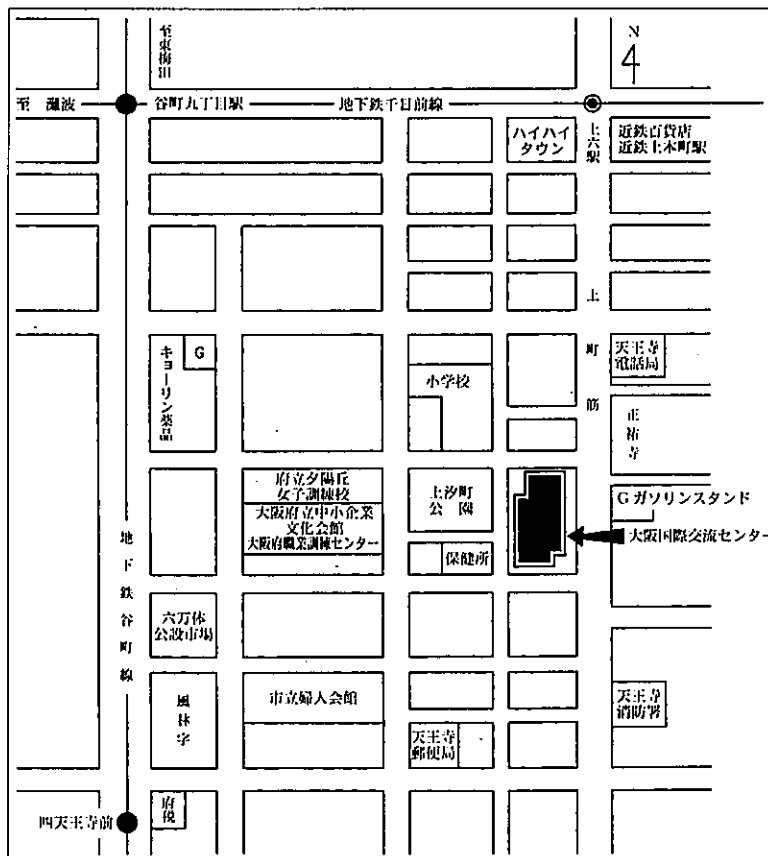 至東梅田
N
至 灘波
谷町九丁目駅
地下鉄千日前線
ハイハイ
タウン
上六駅
近鉄百貨店
近鉄上本町駅
上町筋
キョーリン薬品
G
小学校
天王寺
電話局
正祐寺
府立夕陽丘
女子訓練校
大阪府立中小企業
文化会館
大阪府職業訓練センター
上汐町
公園
保健所
Gガソリンスタンド
大阪国際交流センター
地下鉄谷町線
六万体
公設市場
風林字
市立婦人会館
天王寺
郵便局
天王寺
消防署
四天王寺前
府税